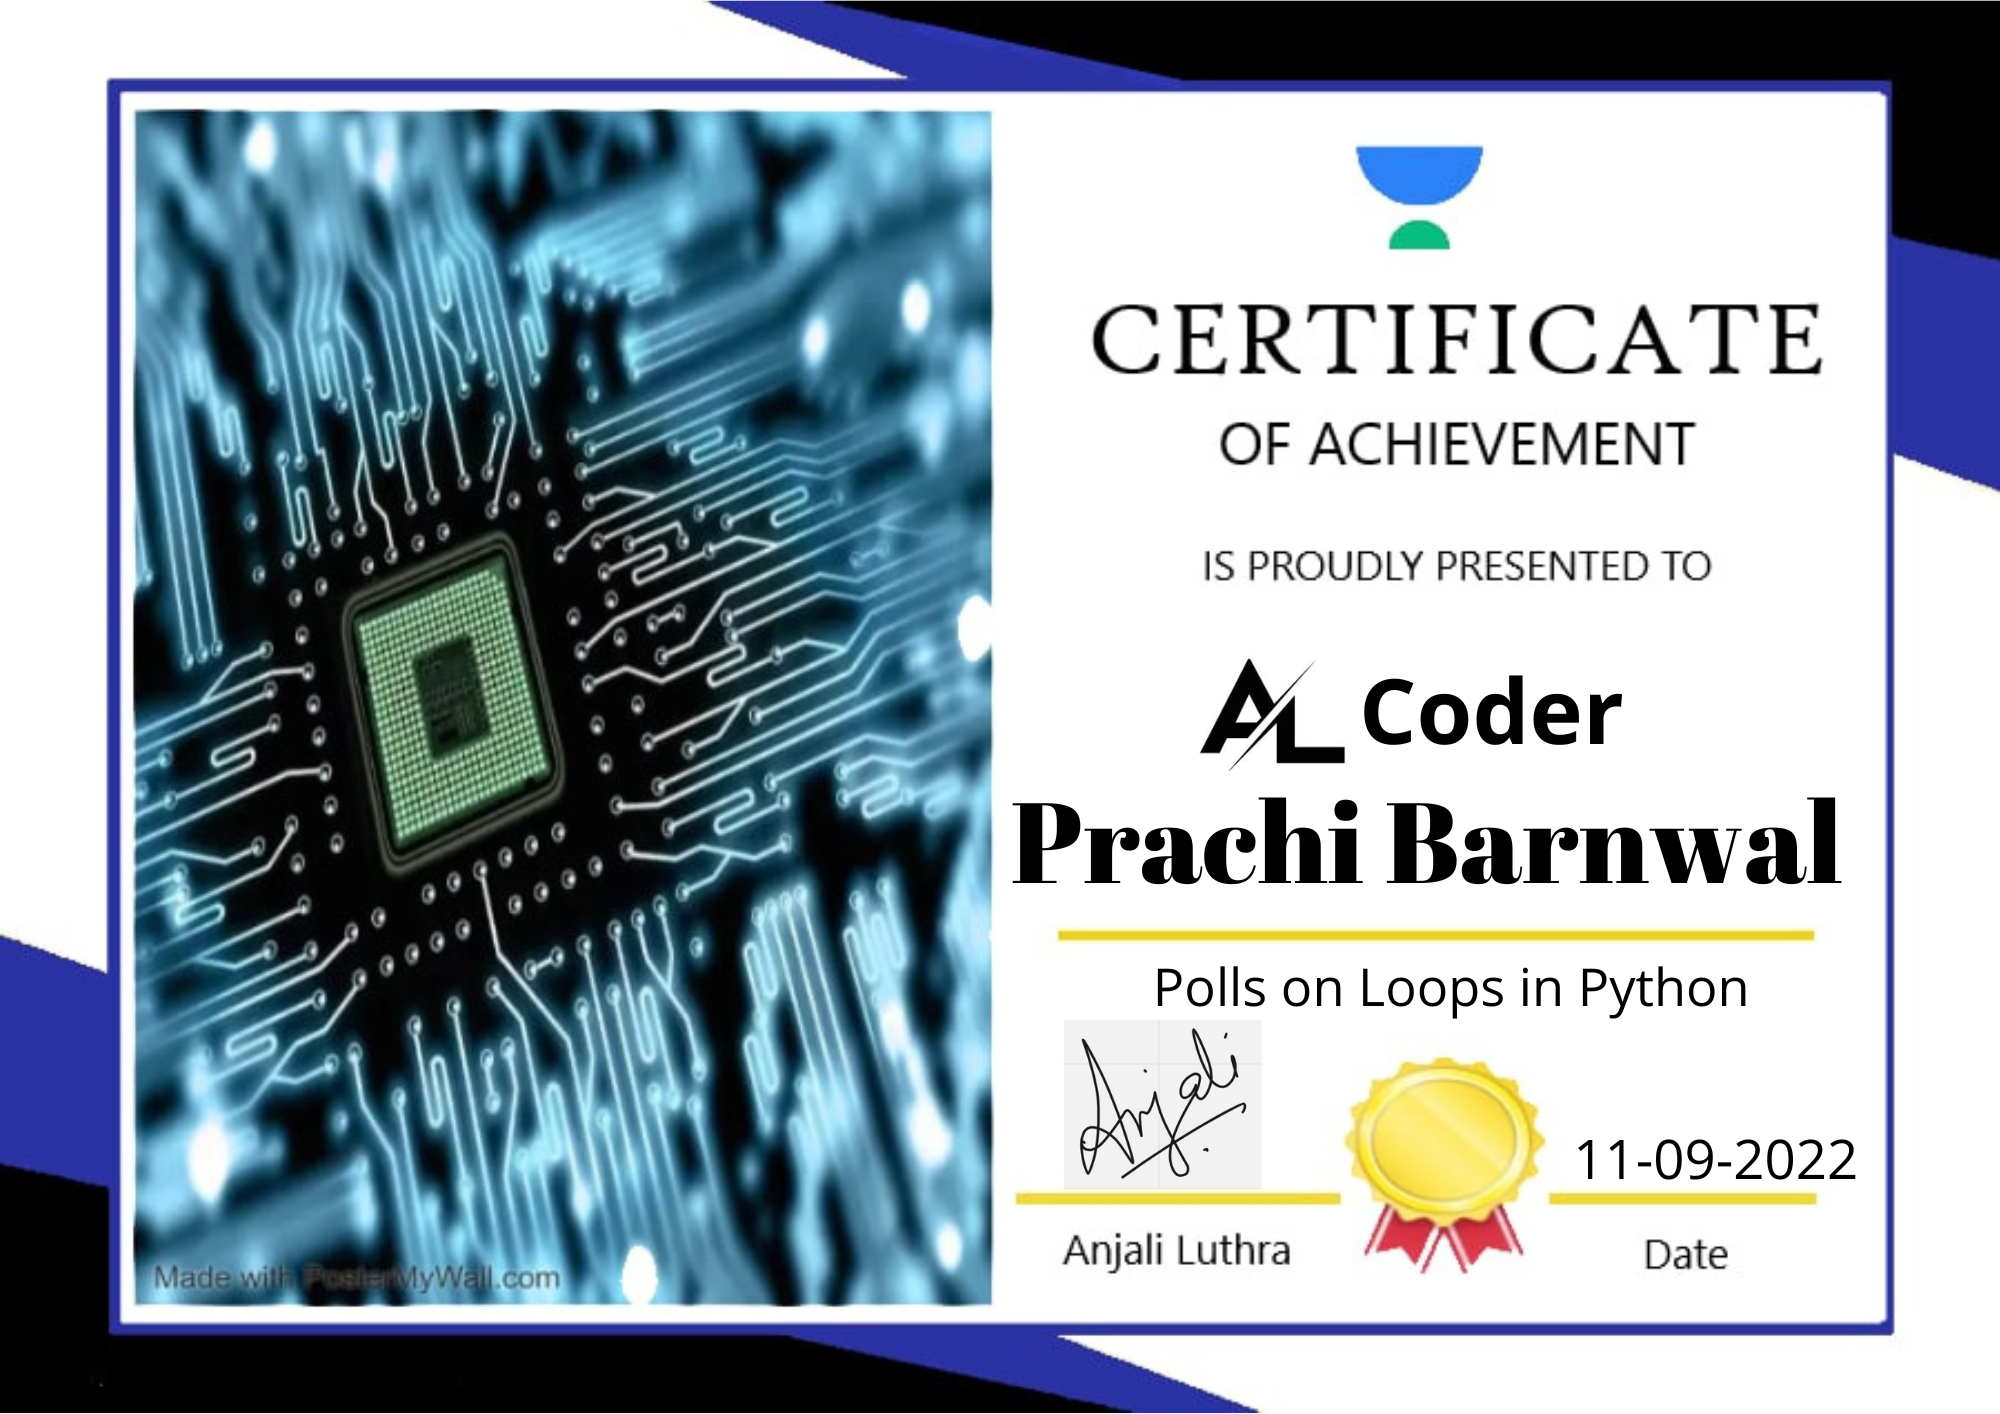 CERTIFICATE
OF ACHIEVEMENT
IS PROUDLY PRESENTED TO
AL Coder
Prachi Barnwal
Polls on Loops in Python
Anjali
11-09-2022
Anjali Luthra
Date
Made with PosterMyWall.com